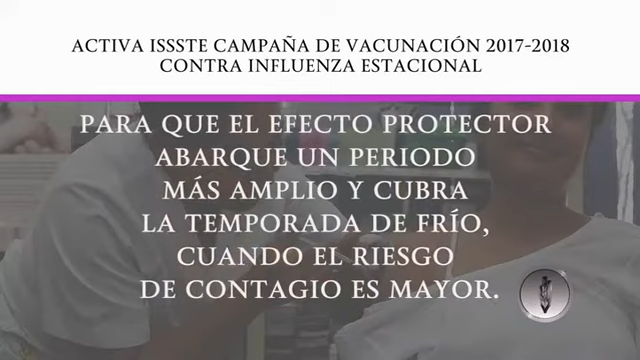 ACTIVA ISSSTE CAMPAÑA DE VACUNACIÓN 2017-2018
CONTRA INFLUENZA ESTACIONAL
PARA QUE EL EFECTO PROTECTOR
ABARQUE UN PERIODO
MÁS AMPLIO Y CUBRA
LA TEMPORADA DE FRÍO,
CUANDO EL RIESGO
DE CONTAGIO ES MAYOR.